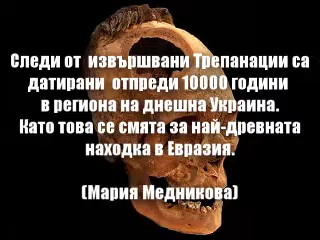 Следи от извършвани Трепанации са
датирани отпреди 10000 години
в региона на днешна Украина.
Като това се смята за най-древната
находка в Евразия.
(Мария Медникова)